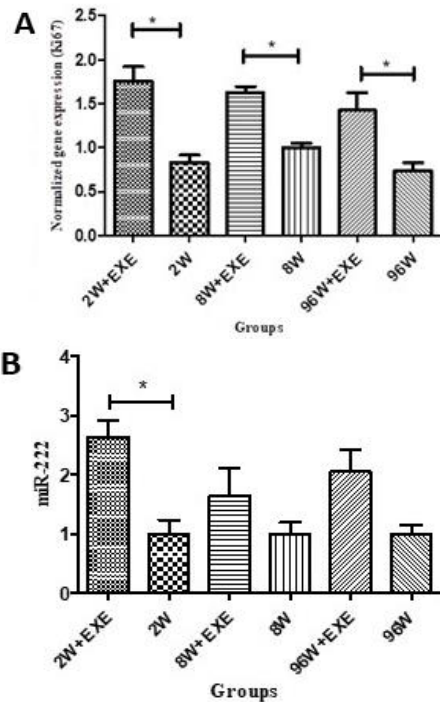 A
Normalized gene expression (Ki67)
2.5
2.0
1.5
1.0
0.5
0.0
*
*
*
2W+EXE
2W
8W+EXE
8W
96W+EXE
96W
Groups
B
miR-222
4
3
2
1
0
*
2W+EXE
2W
8W+EXE
8W
96W+EXE
96W
Groups